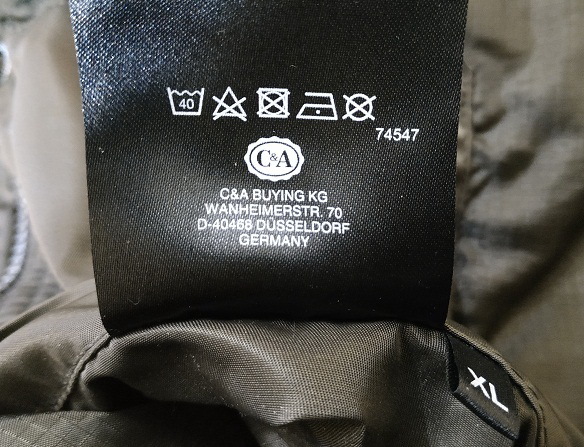 40
74547
C&A
C&A BUYING KG
WANHEIMERSTR. 70
D-40468 DÜSSELDORF
GERMANY
XL